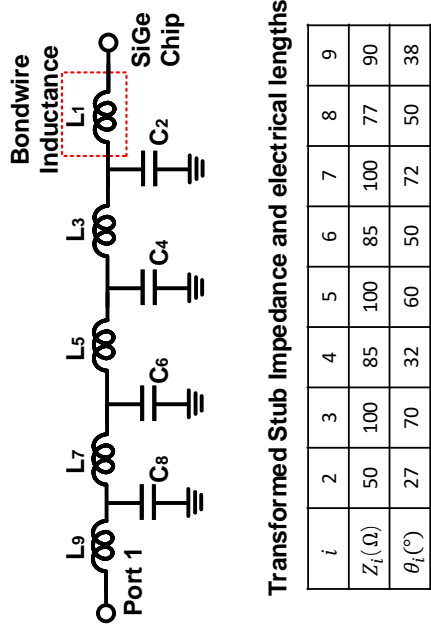 Bondwire
Inductance
L9 L7 L5 L3 L1
C8 C6 C4 C2
Port 1
SiGe
Chip
Transformed Stub Impedance and electrical lengths
i 2 3 4 5 6 7 8 9
Zi(Ω) 50 100 85 100 85 100 77 90
θi(°) 27 70 32 60 50 72 50 38